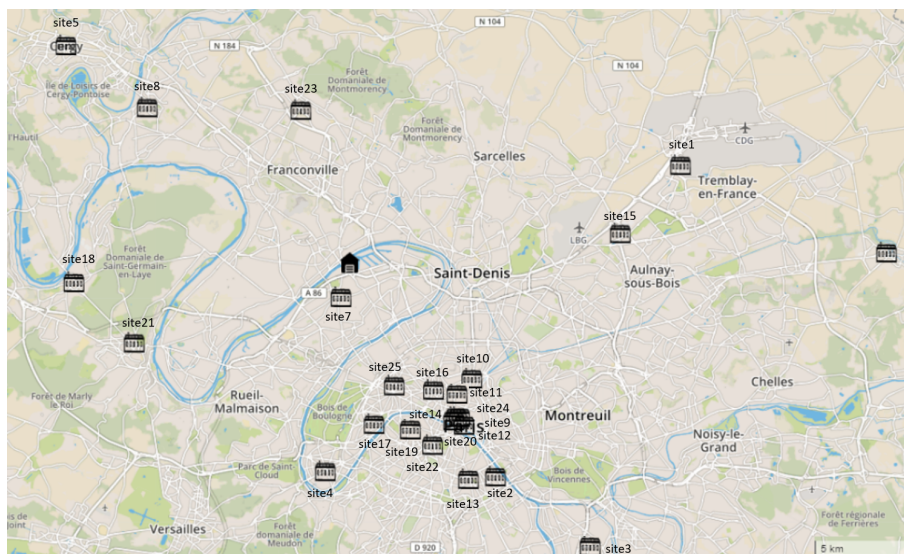 site5
N 104
Cergy
N 184
Forêt
Domaniale de
Montmorency
N 104
Île de Loisirs de
Cergy-Pontoise
site8
site23
Forêt
Domaniale de
Montmorency
CDG
l'Hautil
Sarcelles
site1
Franconville
Tremblay-
en-France
site15
LBG
Forêt
Domaniale de
Saint-Germain-
en-Laye
site18
Saint-Denis
Aulnay-
sous-Bois
A 86
site7
site21
site10
site25
site16
Chelles
Forêt de Marly
le Roi
Rueil-
Malmaison
site11
Bois de
Boulogne
site14
site24
Montreuil
site9
site12
site17
site20
site19
Noisy-le-
Grand
site22
Parc de Saint-
Cloud
Bois de
Vincennes
site4
site13
site2
Versailles
Forêt
domaniale de
Meudon
Forêt régionale
de Ferrières
D 920
site3
5 km